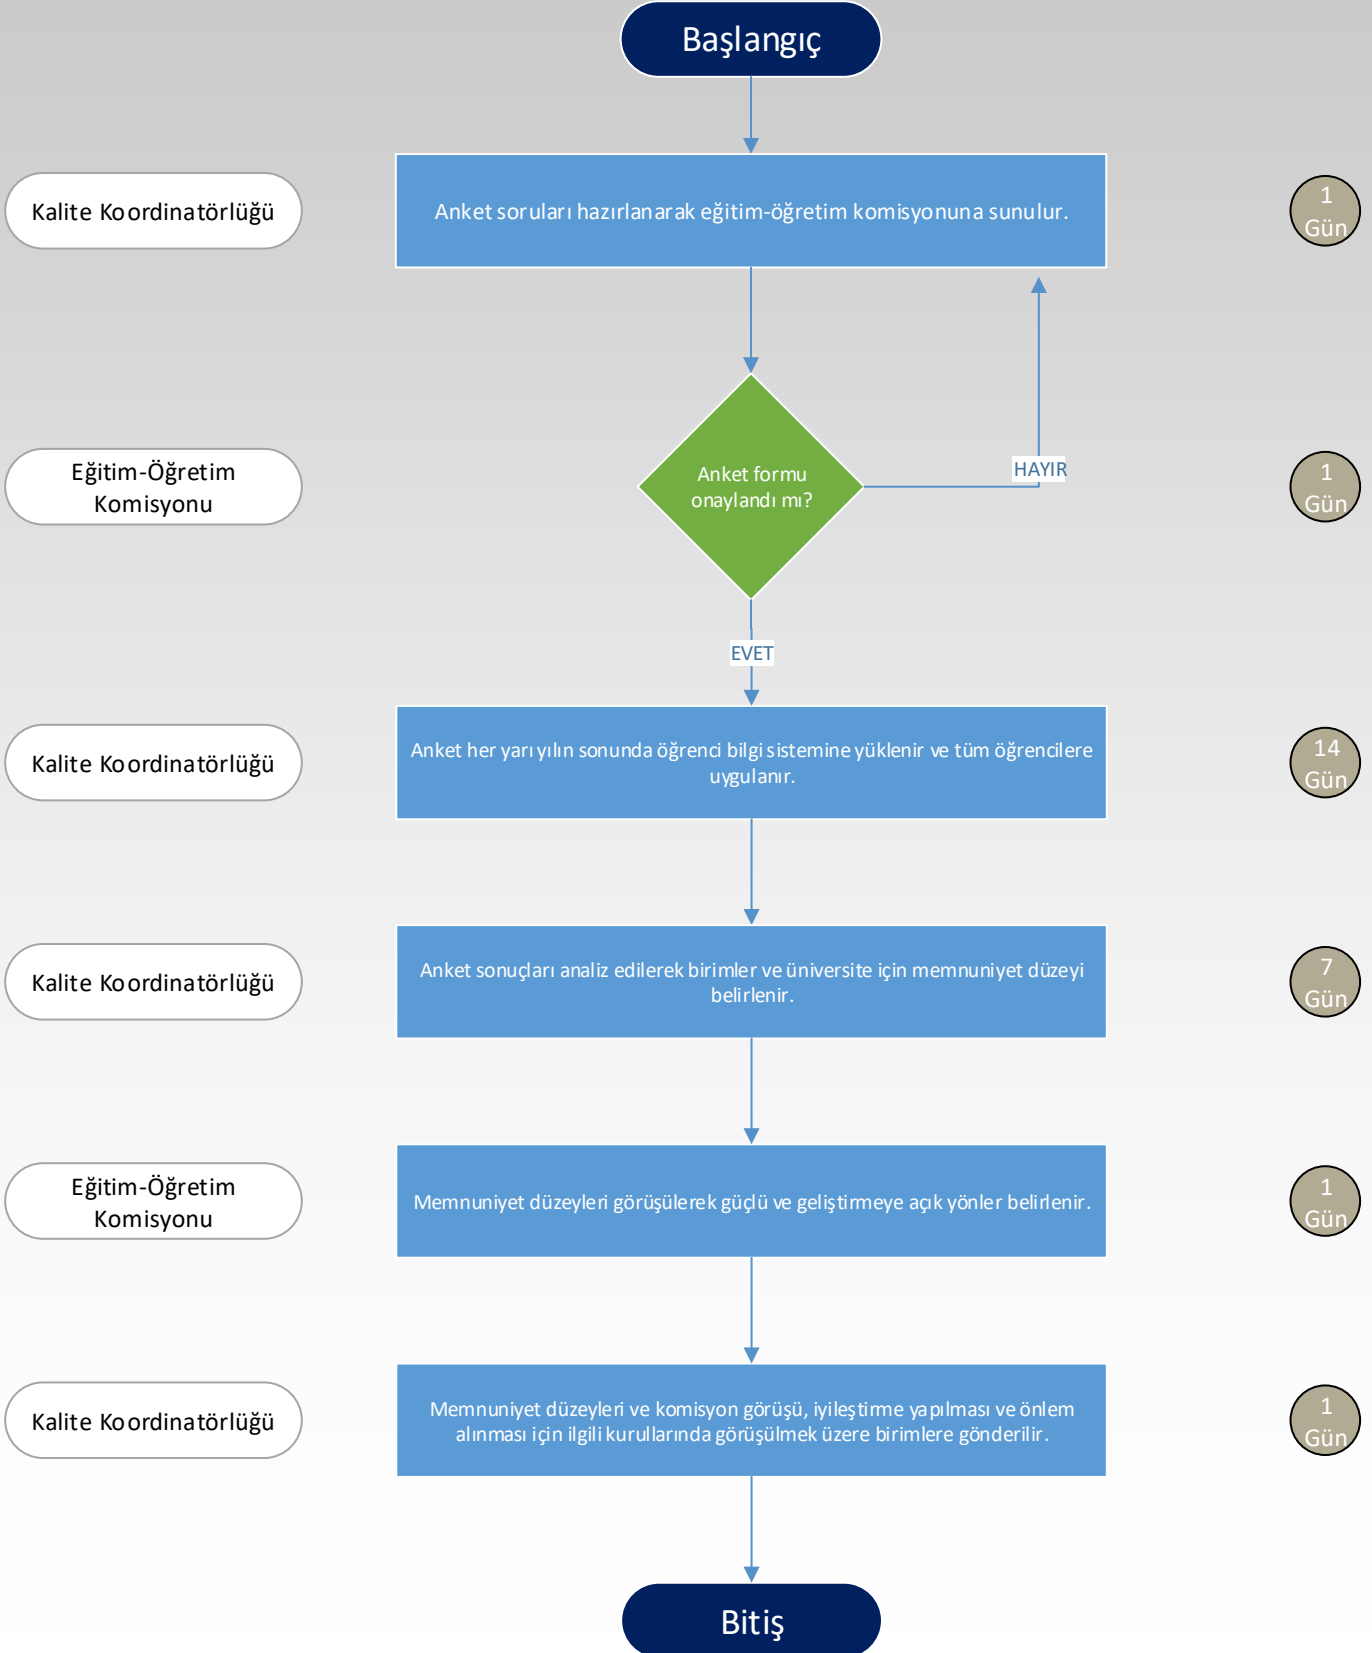 Başlangıç
Kalite Koordinatörlüğü
Anket soruları hazırlanarak eğitim-öğretim komisyonuna sunulur.
1
Gün
Eğitim-Öğretim
Komisyonu
Anket formu
onaylandı mı?
HAYIR
1
Gün
EVET
Kalite Koordinatörlüğü
Anket her yarıyılın sonunda öğrenci bilgi sistemine yüklenir ve tüm öğrencilere
uygulanır.
14
Gün
Kalite Koordinatörlüğü
Anket sonuçları analiz edilerek birimler ve üniversite için memnuniyet düzeyi
belirlenir.
7
Gün
Eğitim-Öğretim
Komisyonu
Memnuniyet düzeyleri görüşülerek güçlü ve geliştirmeye açık yönler belirlenir.
1
Gün
Kalite Koordinatörlüğü
Memnuniyet düzeyleri ve komisyon görüşü, iyileştirme yapılması ve önlem
alınması için ilgili kurullarında görüşülmek üzere birimlere gönderilir.
1
Gün
Bitiş